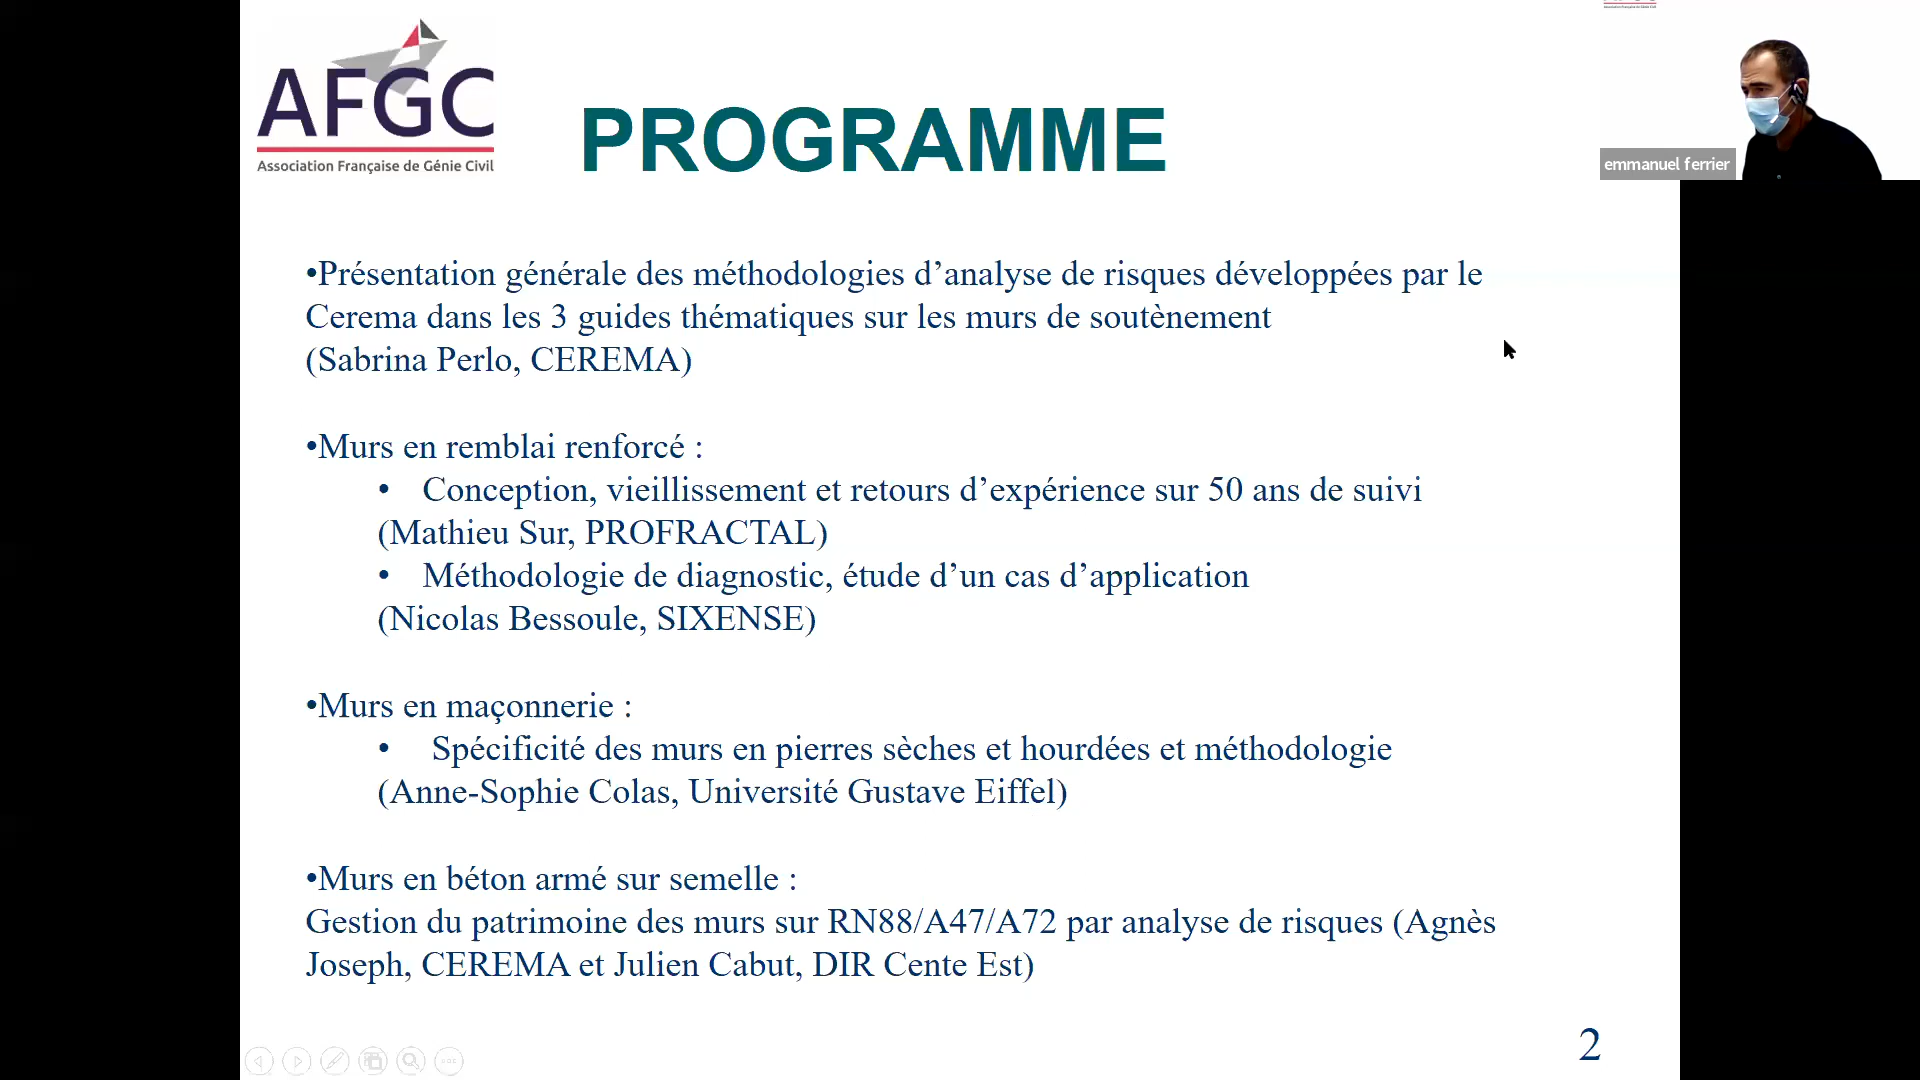 AFGC
Association Française de Génie Civil
PROGRAMME
emmanuel ferrier
•Présentation générale des méthodologies d’analyse de risques développées par le
Cerema dans les 3 guides thématiques sur les murs de soutènement
(Sabrina Perlo, CEREMA)
•Murs en remblai renforcé :
• Conception, vieillissement et retours d’expérience sur 50 ans de suivi
(Mathieu Sur, PROFRACTAL)
• Méthodologie de diagnostic, étude d’un cas d’application
(Nicolas Bessoule, SIXENSE)
•Murs en maçonnerie :
• Spécificité des murs en pierres sèches et hourdées et méthodologie
(Anne-Sophie Colas, Université Gustave Eiffel)
•Murs en béton armé sur semelle :
Gestion du patrimoine des murs sur RN88/A47/A72 par analyse de risques (Agnès
Joseph, CEREMA et Julien Cabut, DIR Cente Est)
2